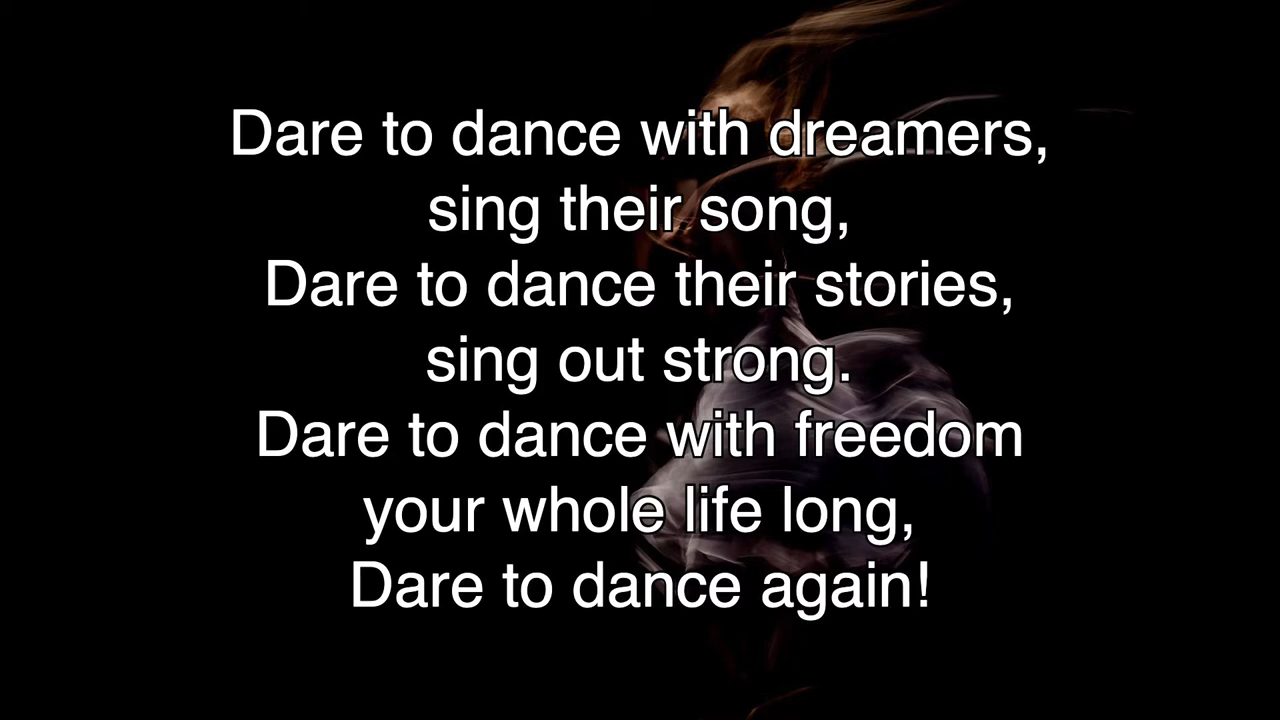 Dare to dance with dreamers,
sing their song,
Dare to dance their stories,
sing out strong.
Dare to dance with freedom
your whole life long,
Dare to dance again!